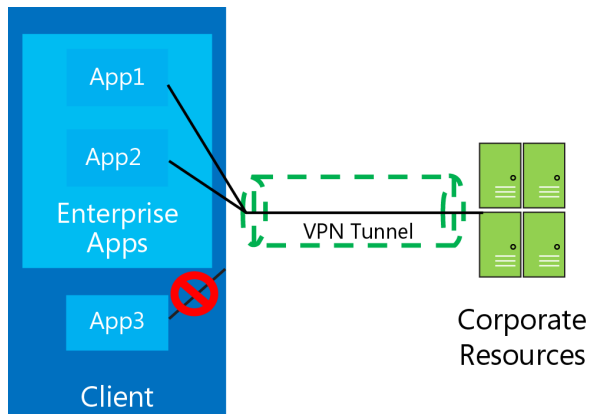 App1
App2
Enterprise
Apps
App3
Client
VPN Tunnel
Corporate
Resources